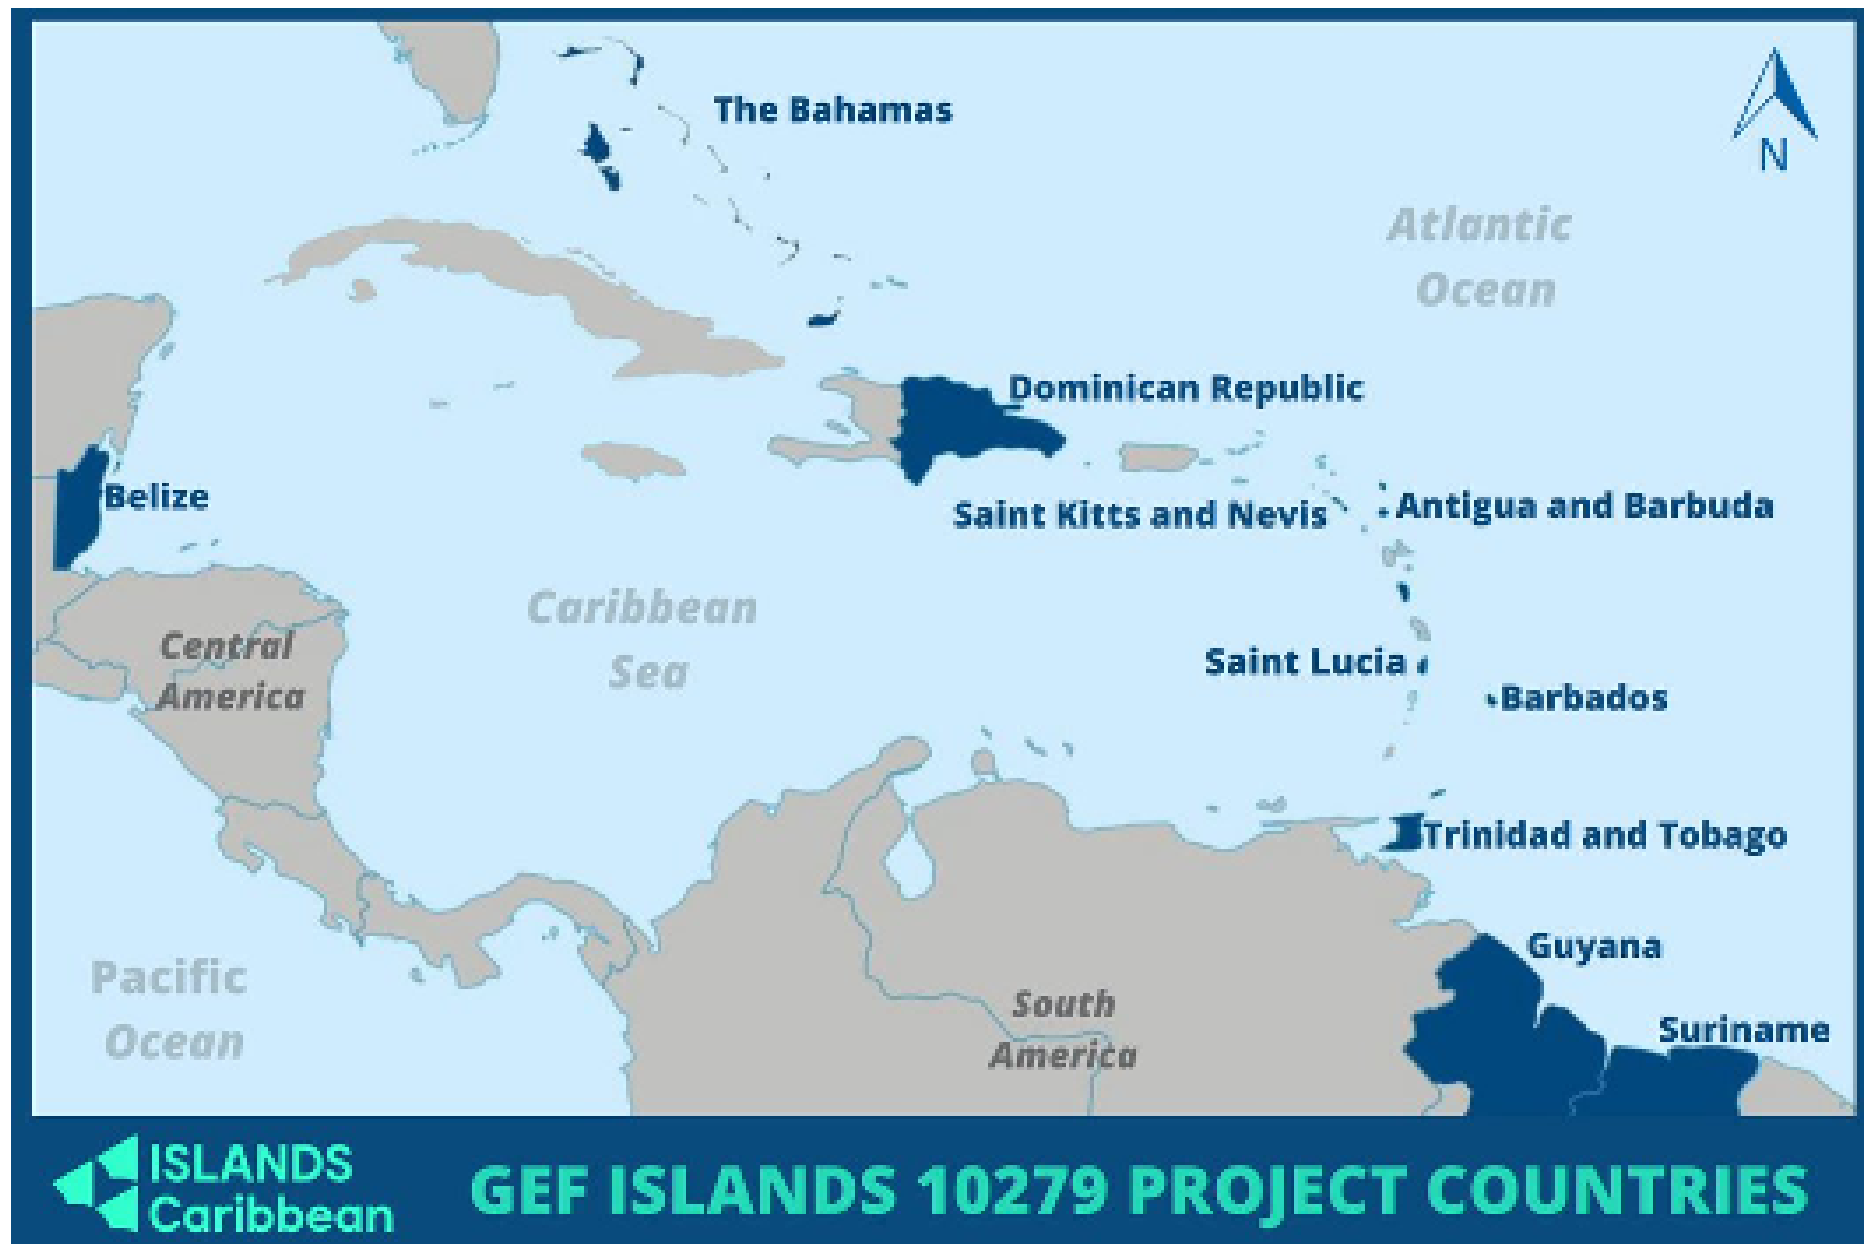 The Bahamas
N
Atlantic
Ocean
Dominican Republic
Belize
Saint Kitts and Nevis
Antigua and Barbuda
Caribbean
Sea
Central
America
Saint Lucia
Barbados
Trinidad and Tobago
Guyana
Pacific
Ocean
South
America
Suriname
ISLANDS
Caribbean
GEF ISLANDS 10279 PROJECT COUNTRIES